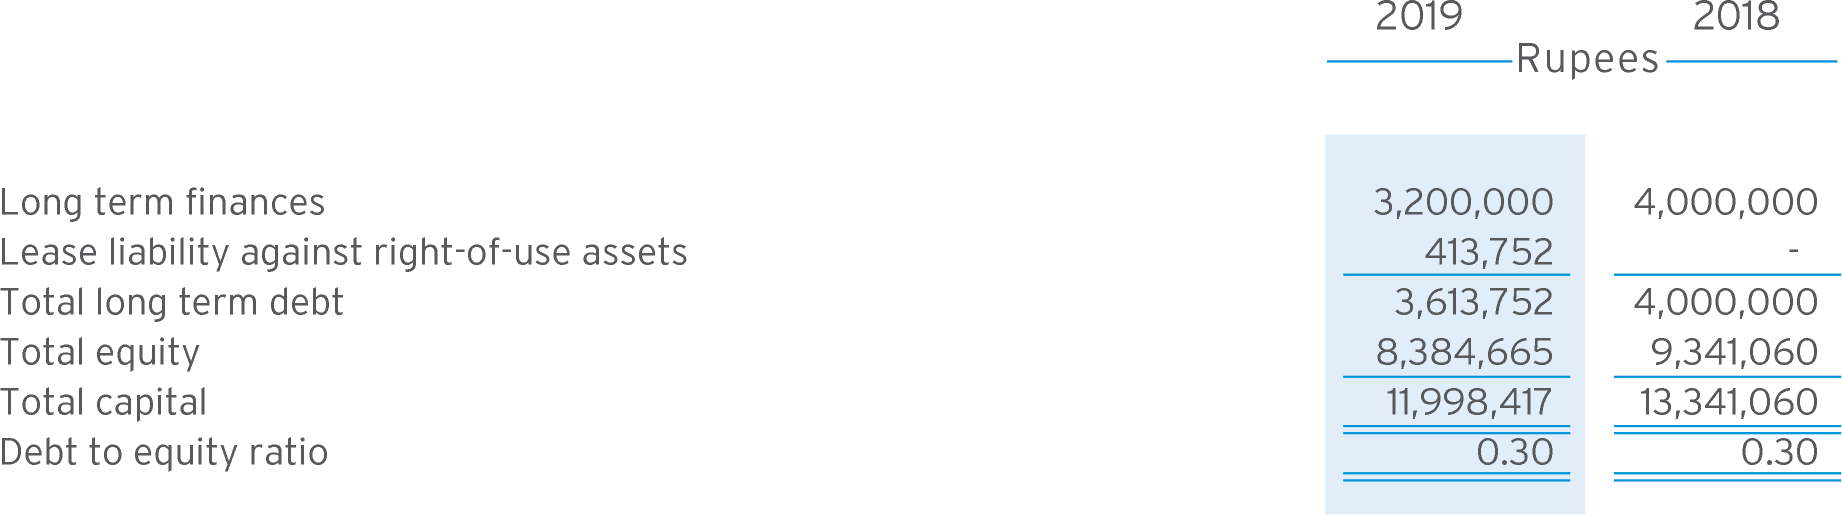 2019 2018
Rupees
Long term finances 3,200,000 4,000,000
Lease liability against right-of-use assets 413,752 -
Total long term debt 3,613,752 4,000,000
Total equity 8,384,665 9,341,060
Total capital 11,998,417 13,341,060
Debt to equity ratio 0.30 0.30